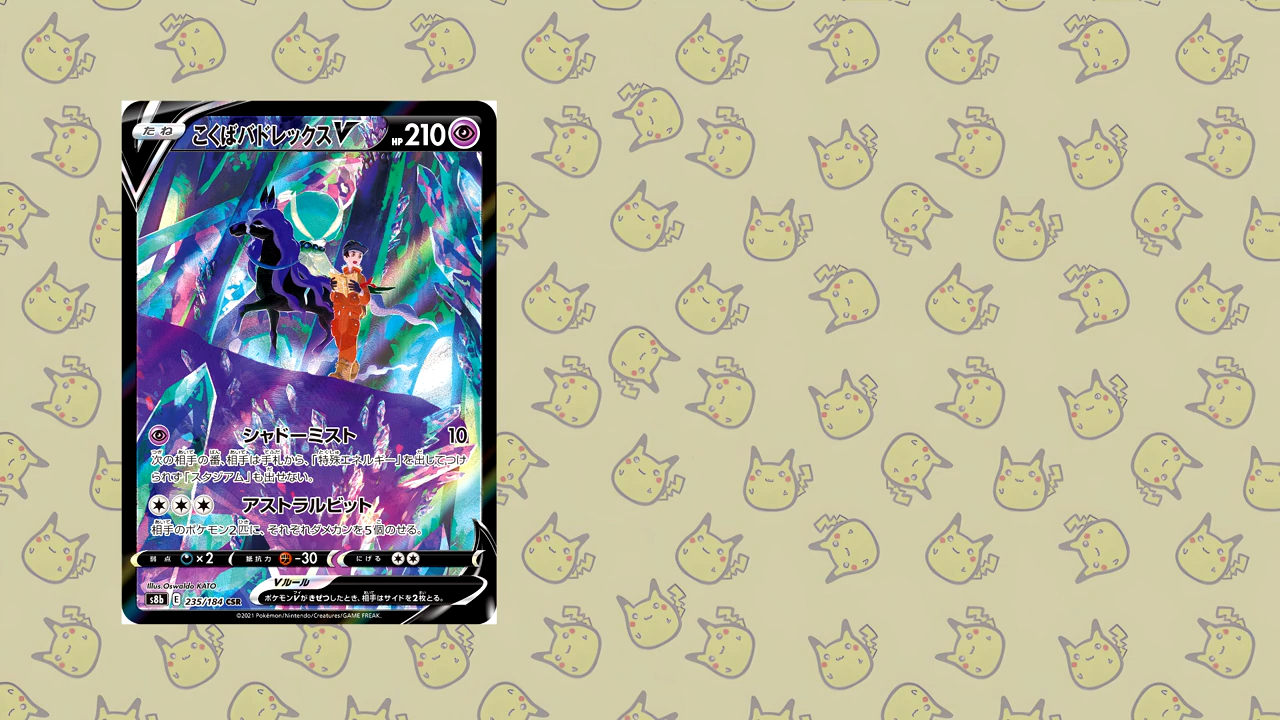 たね こくばバドレックスV HP210
シャドーミスト 10
次の相手の番、相手は手札から、「特殊エネルギー」を出してつけ
られず「スタジアム」も出せない。
アストラルビット
相手のポケモン2匹に、それぞれダメカンを5個のせる。
弱点 ×2 抵抗力 -30 にげる
Illus. Oswaldo KATO
Vルール
s8b E 235/184 CSR
ポケモンVがきぜつしたとき、相手はサイドを2枚とる。
©2021 Pokémon/Nintendo/Creatures/GAME FREAK.